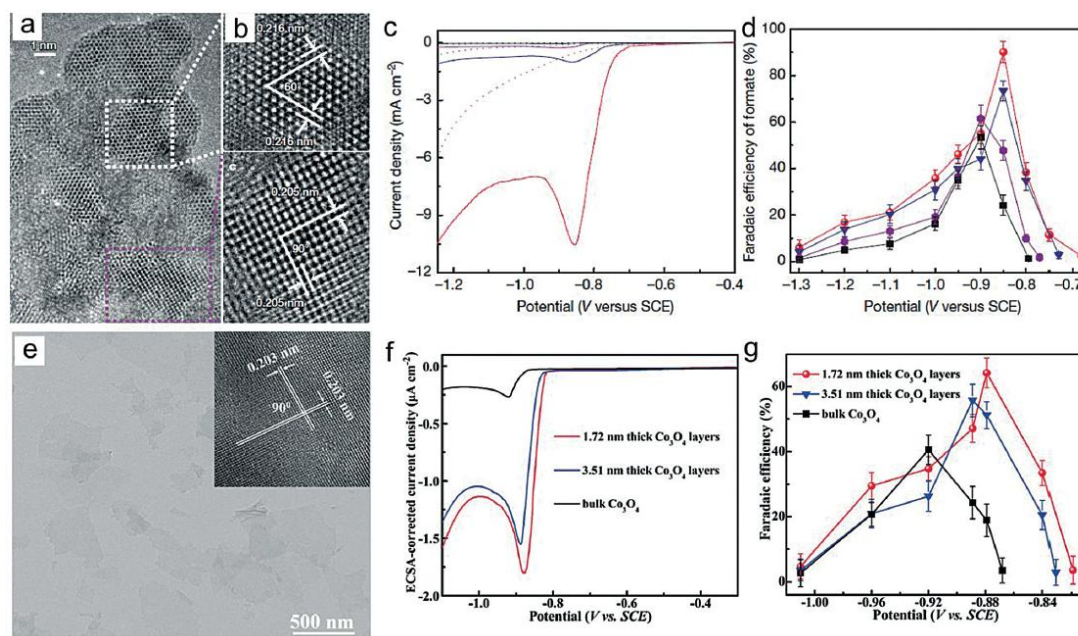 a
1 nm
b
0.216 nm
60°
0.216 nm
c
0.205 nm
90°
0.205 nm
c
Current density (mA cm⁻²)
0
−3
−6
−9
−12
−1.2 −1.0 −0.8 −0.6 −0.4
Potential (V versus SCE)
d
Faradaic efficiency of formate (%)
100
80
60
40
20
0
−1.3 −1.2 −1.1 −1.0 −0.9 −0.8
Potential (V versus SCE)
e
0.203 nm
0.203 nm
90°
500 nm
f
ECSA-corrected current density (μA cm⁻²)
0.0
-0.5
-1.0
-1.5
-2.0
1.72 nm thick Co₃O₄ layers
3.51 nm thick Co₃O₄ layers
bulk Co₃O₄
-1.0 -0.8 -0.6 -0.4
Potential (V vs. SCE)
g
Faradaic efficiency (%)
60
40
20
0
1.72 nm thick Co₃O₄ layers
3.51 nm thick Co₃O₄ layers
bulk Co₃O₄
-1.00 -0.96 -0.92 -0.88 -0.84
Potential (V vs. SCE)